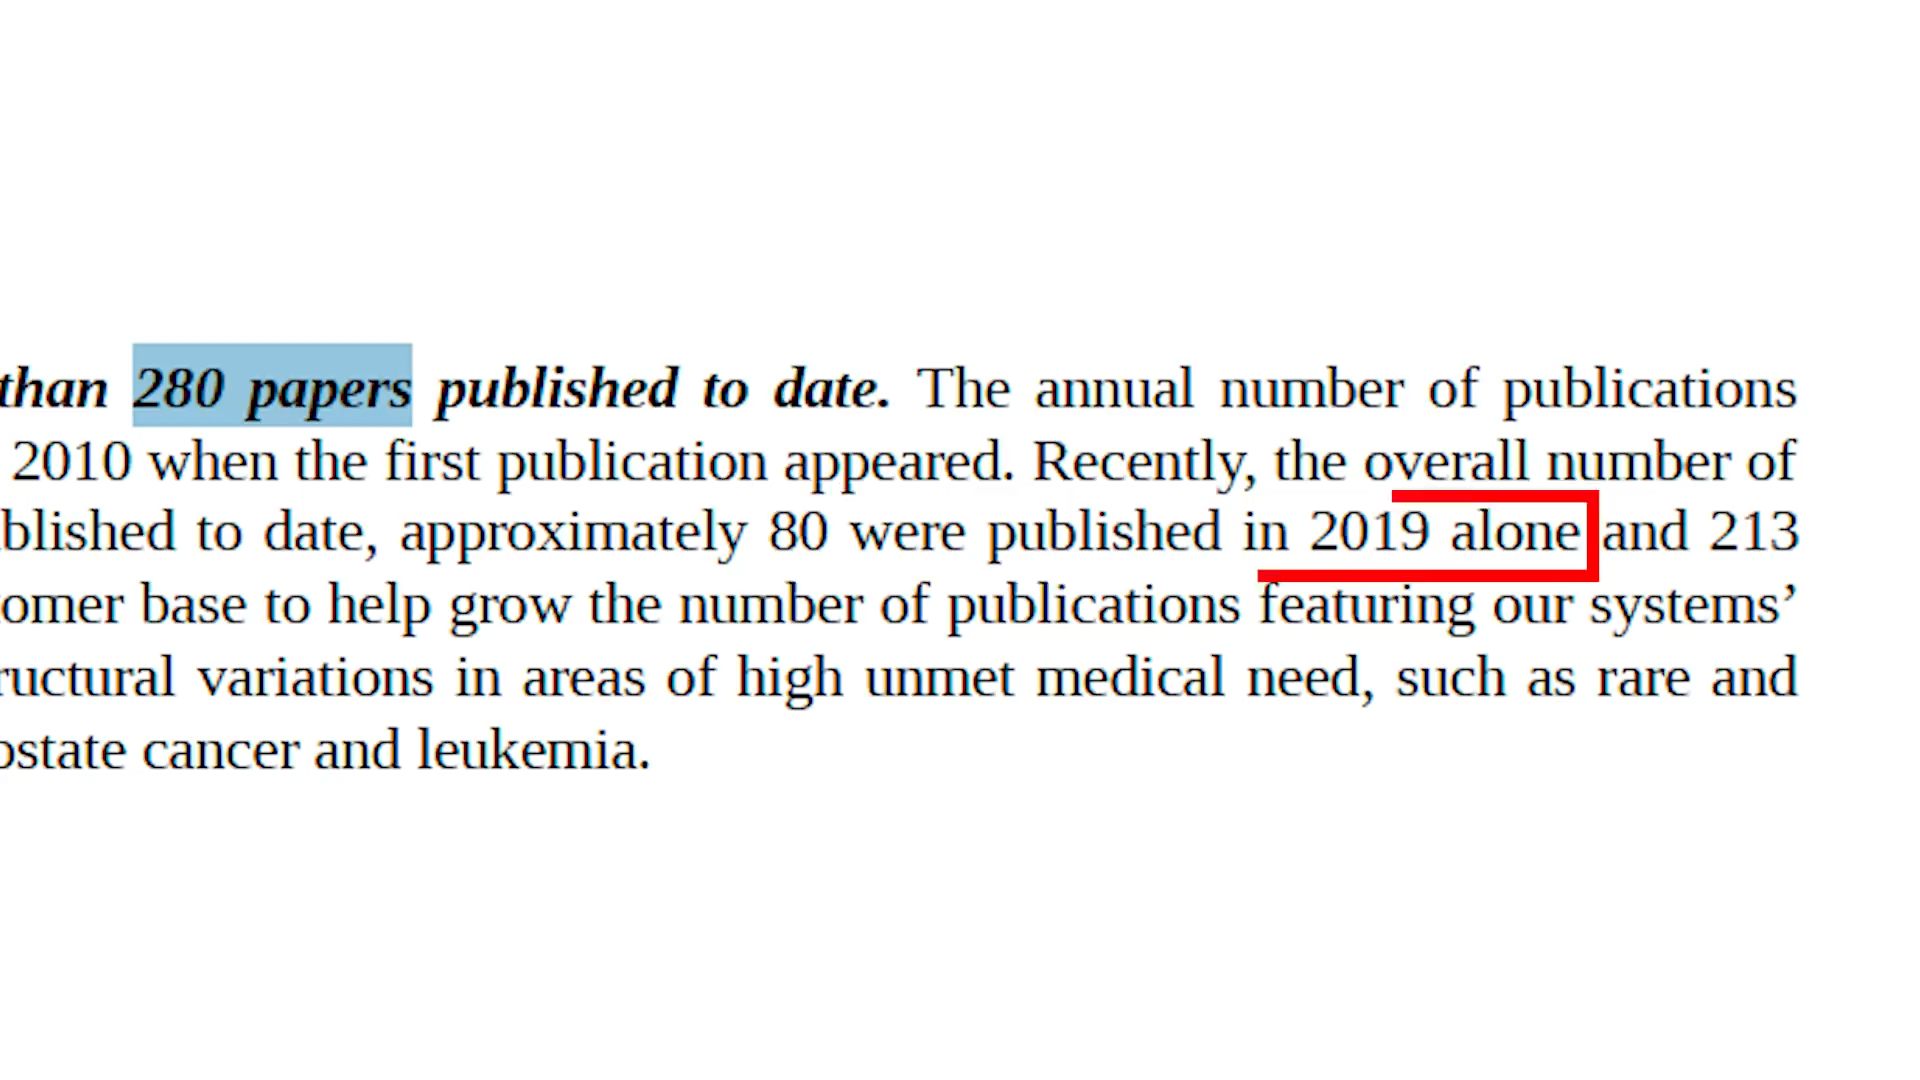 than 280 papers published to date. The annual number of publications
2010 when the first publication appeared. Recently, the overall number of
blished to date, approximately 80 were published in 2019 alone and 213
omer base to help grow the number of publications featuring our systems’
ructural variations in areas of high unmet medical need, such as rare and
ostate cancer and leukemia.